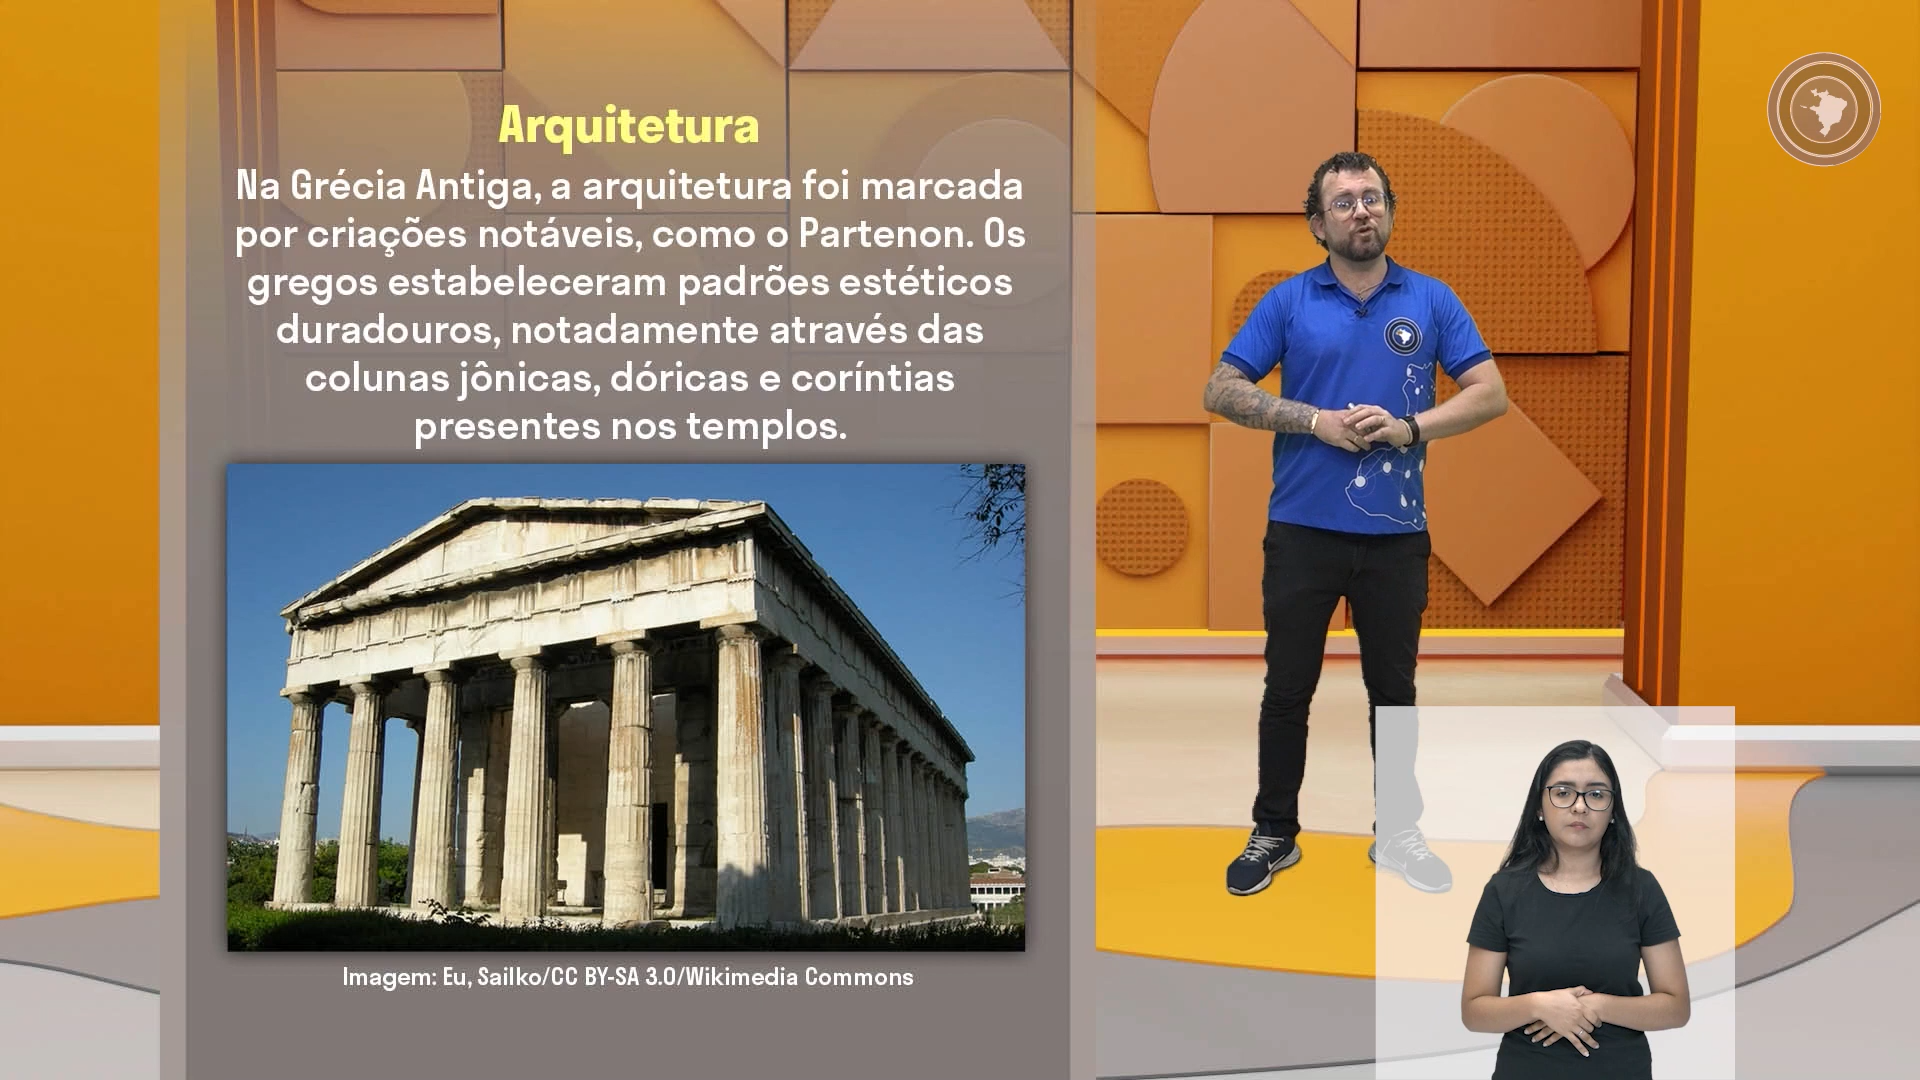 Arquitetura
Na Grécia Antiga, a arquitetura foi marcada
por criações notáveis, como o Partenon. Os
gregos estabeleceram padrões estéticos
duradouros, notadamente através das
colunas jônicas, dóricas e coríntias
presentes nos templos.
Imagem: Eu, Sailko/CC BY-SA 3.0/Wikimedia Commons